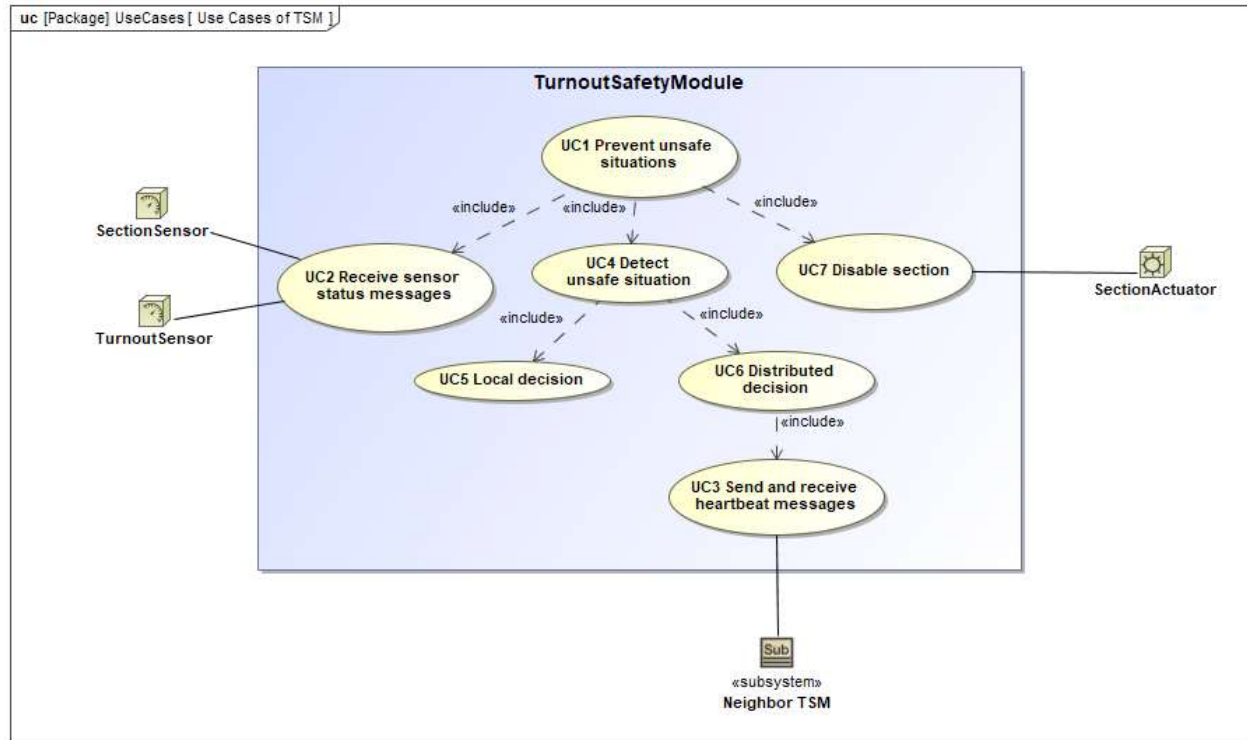 uc [Package] UseCases [ Use Cases of TSM ]
TurnoutSafetyModule
UC1 Prevent unsafe
situations
«include»
«include»
«include»
SectionSensor
UC2 Receive sensor
status messages
UC4 Detect
unsafe situation
UC7 Disable section
SectionActuator
TurnoutSensor
«include»
«include»
UC5 Local decision
UC6 Distributed
decision
«include»
UC3 Send and receive
heartbeat messages
Sub
«subsystem»
Neighbor TSM